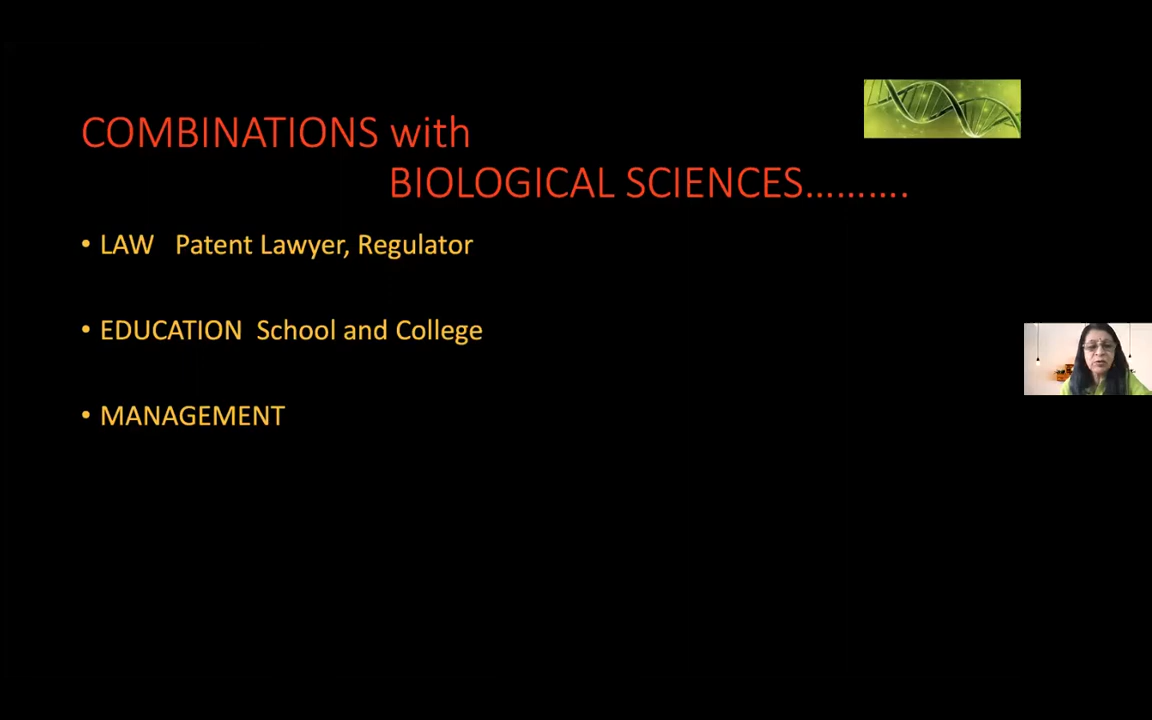 COMBINATIONS with
BIOLOGICAL SCIENCES……….
• LAW   Patent Lawyer, Regulator
• EDUCATION  School and College
• MANAGEMENT